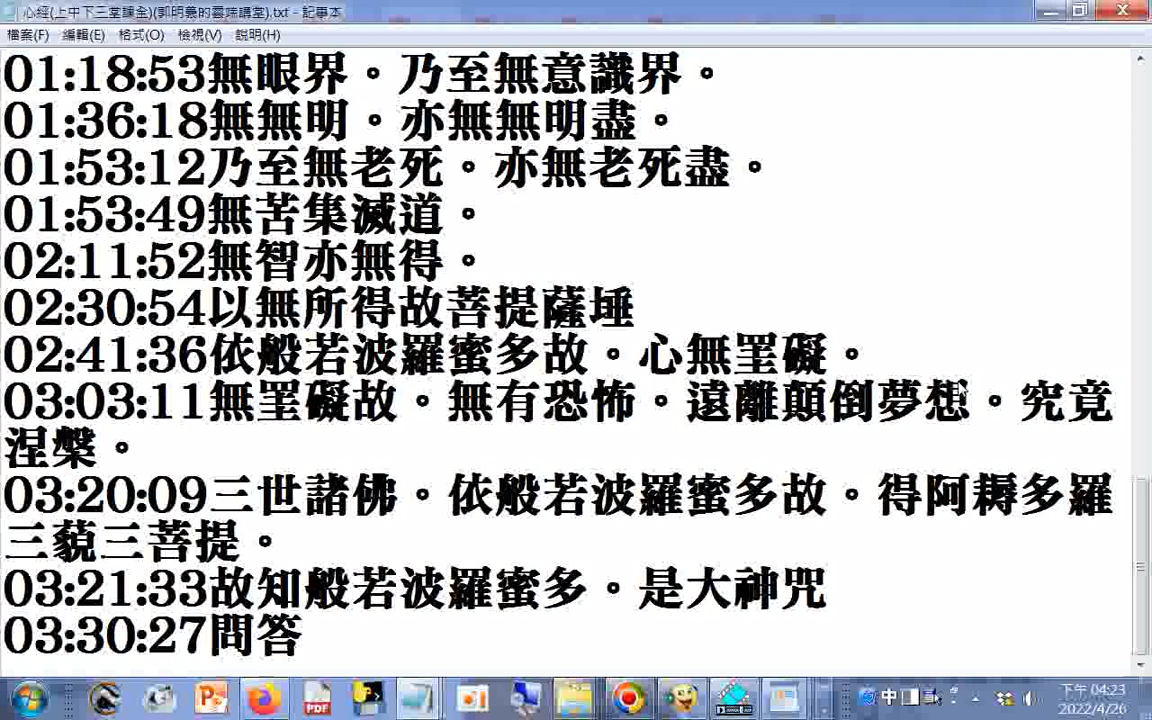 心經(上中下三堂課全)(郭明義的雲端講堂).txt - 記事本
檔案(F) 編輯(E) 格式(O) 檢視(V) 說明(H)
01:18:53無眼界。乃至無意識界。
01:36:18無無明。亦無無明盡。
01:53:12乃至無老死。亦無老死盡。
01:53:49無苦集滅道。
02:11:52無智亦無得。
02:30:54以無所得故菩提薩埵
02:41:36依般若波羅蜜多故。心無罣礙。
03:03:11無罣礙故。無有恐怖。遠離顛倒夢想。究竟
涅槃。
03:20:09三世諸佛。依般若波羅蜜多故。得阿耨多羅
三藐三菩提。
03:21:33故知般若波羅蜜多。是大神咒
03:30:27問答
PDF
中
下午 04:23
2022/4/26